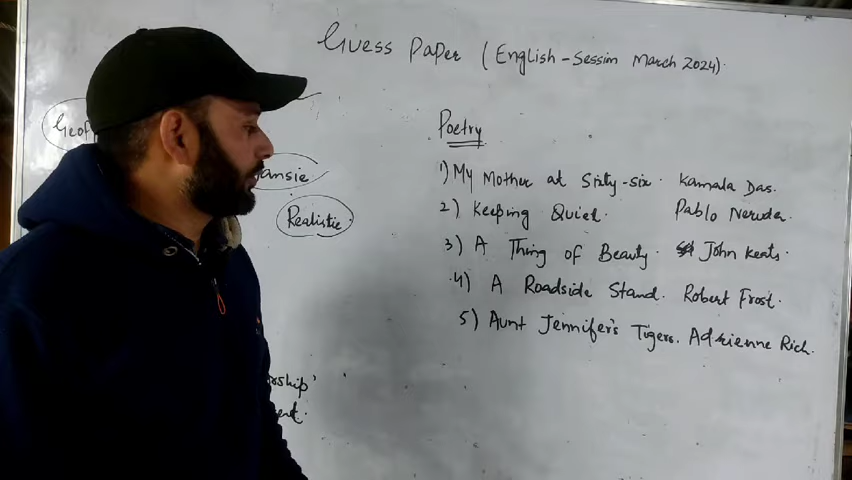 Guess Paper (English - Session March 2024).
Poetry
1) My Mother at Sixty-six. Kamala Das.
2) Keeping Quiet. Pablo Neruda.
3) A Thing of Beauty. John Keats.
4) A Roadside Stand. Robert Frost.
5) Aunt Jennifer's Tigers. Adrienne Rich.
Realistic